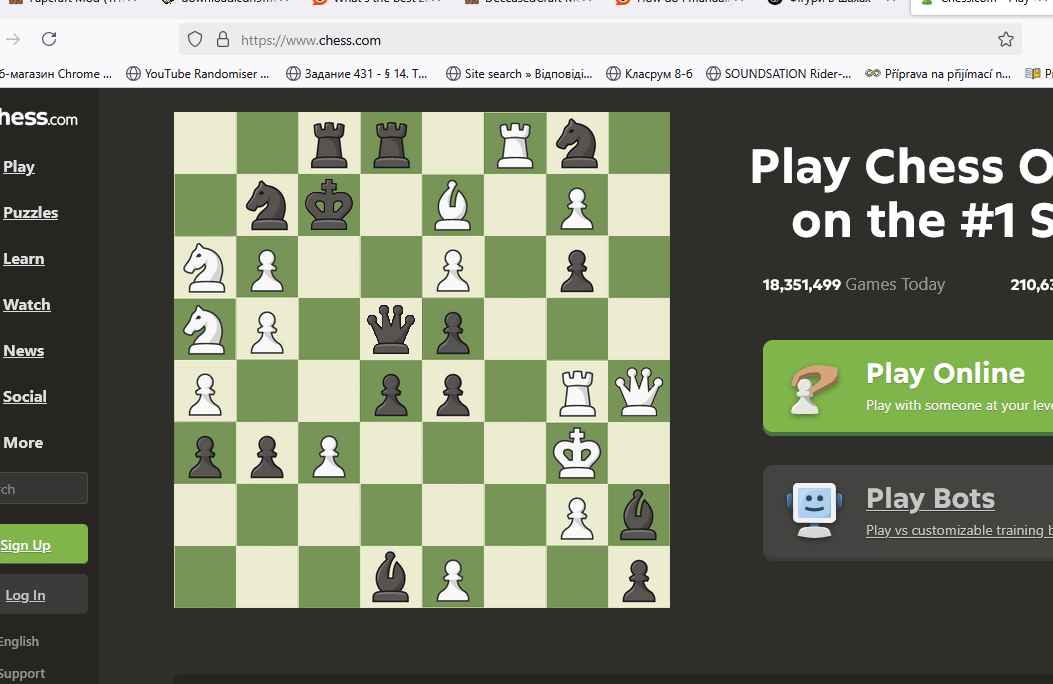 https://www.chess.com
б-магазин Chrome ...
YouTube Randomiser ...
Задание 431 - § 14. Т...
Site search » Відповіді...
Класрум 8-б
SOUNDSATION Rider-...
Příprava na přijímací n...
hess.com
Play
Puzzles
Learn
Watch
News
Social
More
rch
Sign Up
Log In
English
Support
Play Chess O
on the #1 S
18,351,499 Games Today
210,63
Play Online
Play with someone at your leve
Play Bots
Play vs customizable training b